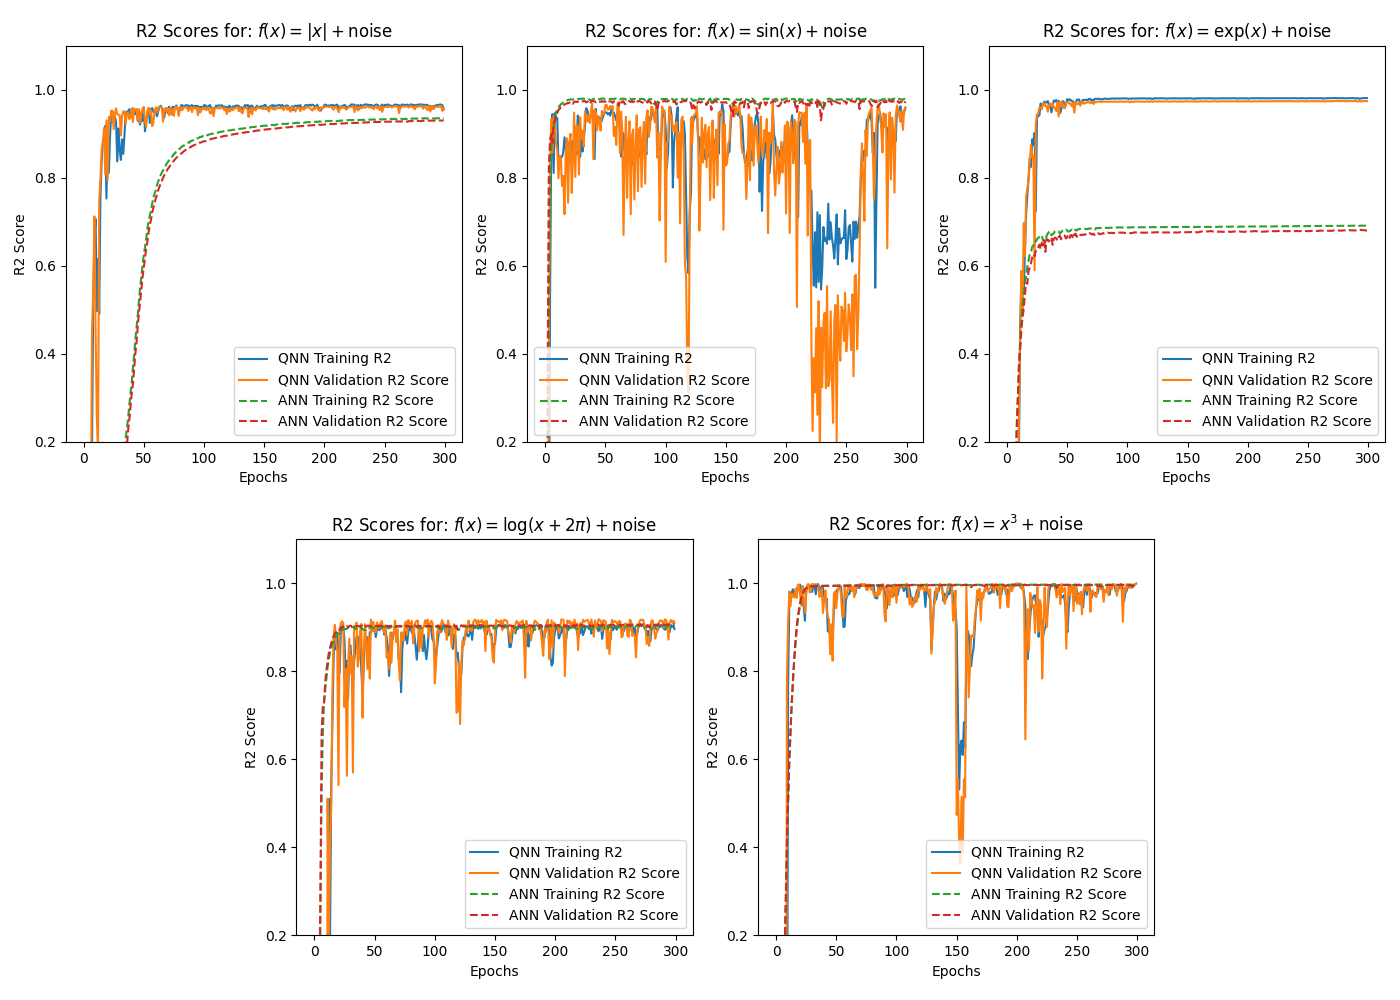 R2 Scores for: f(x) = |x| + noise
R2 Score
1.0
0.8
0.6
0.4
0.2
0 50 100 150 200 250 300
Epochs
QNN Training R2
QNN Validation R2 Score
ANN Training R2 Score
ANN Validation R2 Score
R2 Scores for: f(x) = sin(x) + noise
R2 Score
1.0
0.8
0.6
0.4
0.2
0 50 100 150 200 250 300
Epochs
QNN Training R2
QNN Validation R2 Score
ANN Training R2 Score
ANN Validation R2 Score
R2 Scores for: f(x) = exp(x) + noise
R2 Score
1.0
0.8
0.6
0.4
0.2
0 50 100 150 200 250 300
Epochs
QNN Training R2
QNN Validation R2 Score
ANN Training R2 Score
ANN Validation R2 Score
R2 Scores for: f(x) = log(x + 2π) + noise
R2 Score
1.0
0.8
0.6
0.4
0.2
0 50 100 150 200 250 300
Epochs
QNN Training R2
QNN Validation R2 Score
ANN Training R2 Score
ANN Validation R2 Score
R2 Scores for: f(x) = x³ + noise
R2 Score
1.0
0.8
0.6
0.4
0.2
0 50 100 150 200 250 300
Epochs
QNN Training R2
QNN Validation R2 Score
ANN Training R2 Score
ANN Validation R2 Score